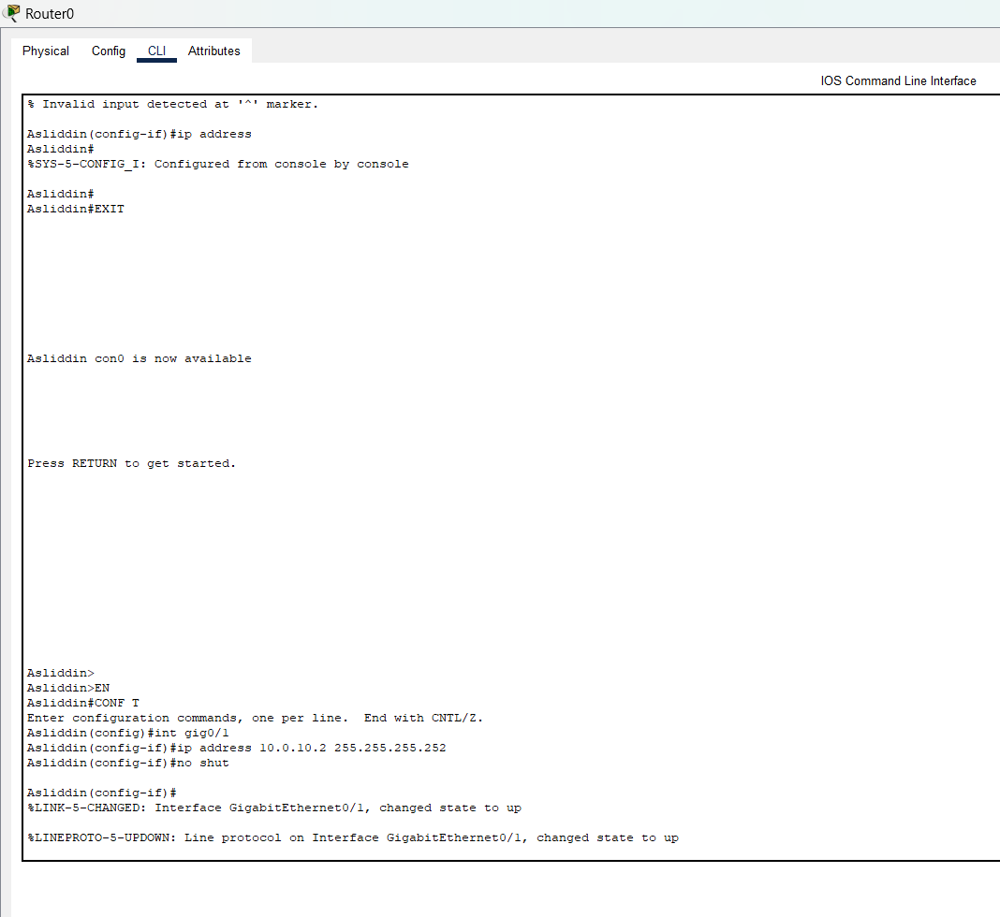 Router0
Physical Config CLI Attributes
IOS Command Line Interface
% Invalid input detected at '^' marker.
Asliddin(config-if)#ip address
Asliddin#
%SYS-5-CONFIG_I: Configured from console by console
Asliddin#
Asliddin#EXIT
Asliddin con0 is now available
Press RETURN to get started.
Asliddin>
Asliddin>EN
Asliddin#CONF T
Enter configuration commands, one per line.  End with CNTL/Z.
Asliddin(config)#int gig0/1
Asliddin(config-if)#ip address 10.0.10.2 255.255.255.252
Asliddin(config-if)#no shut
Asliddin(config-if)#
%LINK-5-CHANGED: Interface GigabitEthernet0/1, changed state to up
%LINEPROTO-5-UPDOWN: Line protocol on Interface GigabitEthernet0/1, changed state to up